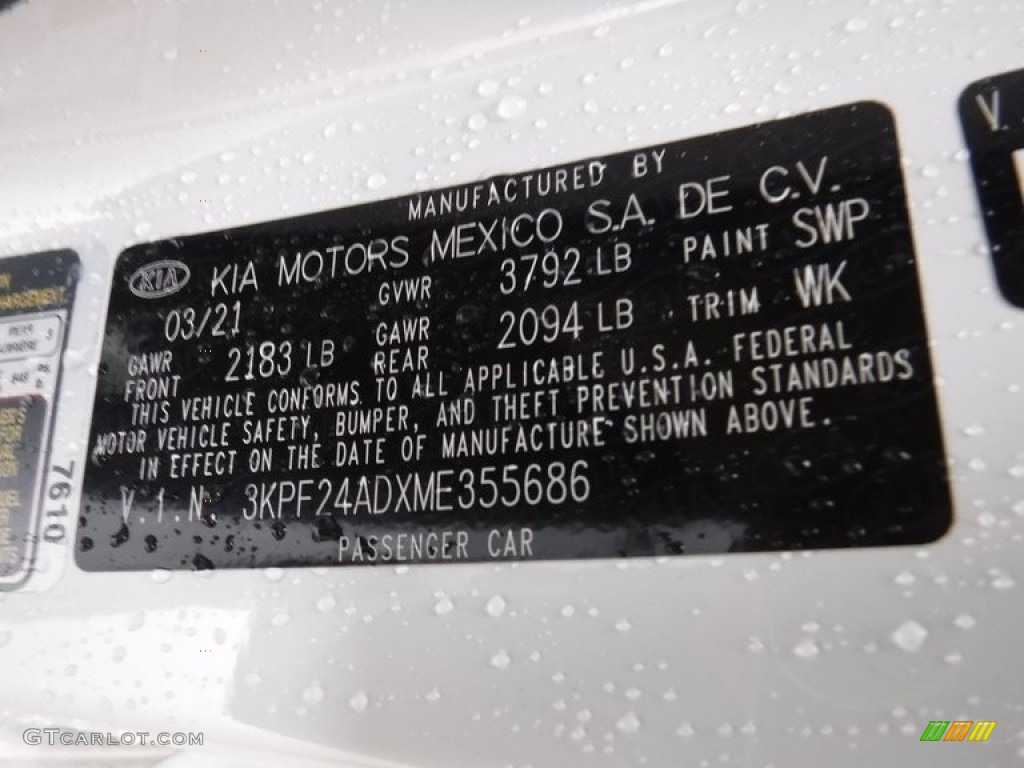 MANUFACTURED BY
KIA KIA MOTORS MEXICO S.A. DE C.V.
03/21 GVWR 3792 LB PAINT SWP
GAWR FRONT 2183 LB GAWR REAR 2094 LB TRIM WK
THIS VEHICLE CONFORMS TO ALL APPLICABLE U.S.A. FEDERAL
MOTOR VEHICLE SAFETY, BUMPER, AND THEFT PREVENTION STANDARDS
IN EFFECT ON THE DATE OF MANUFACTURE SHOWN ABOVE.
V.I.N: 3KPF24ADXME355686
PASSENGER CAR
7610
V
GTCARLOT.COM